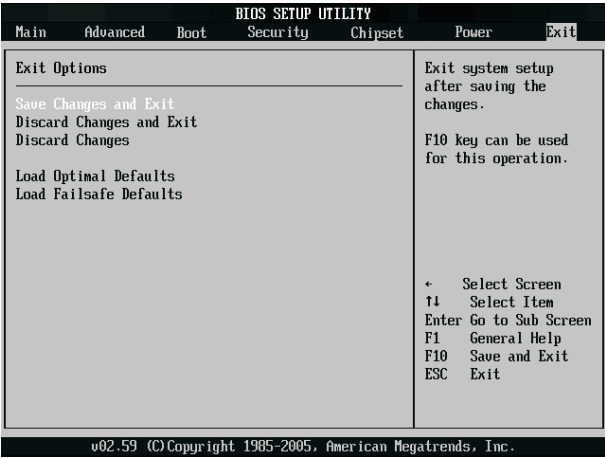 BIOS SETUP UTILITY
Main Advanced Boot Security Chipset Power Exit
Exit Options
Save Changes and Exit
Discard Changes and Exit
Discard Changes
Load Optimal Defaults
Load Failsafe Defaults
Exit system setup
after saving the
changes.
F10 key can be used
for this operation.
← Select Screen
↑↓ Select Item
Enter Go to Sub Screen
F1 General Help
F10 Save and Exit
ESC Exit
v02.59 (C)Copyright 1985-2005, American Megatrends, Inc.